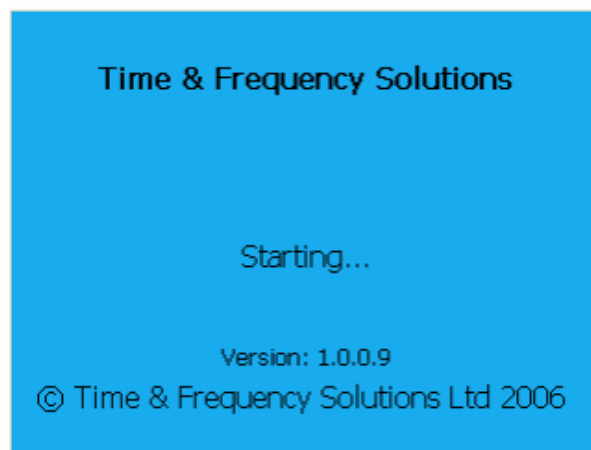 Time & Frequency Solutions
Starting...
Version: 1.0.0.9
© Time & Frequency Solutions Ltd 2006